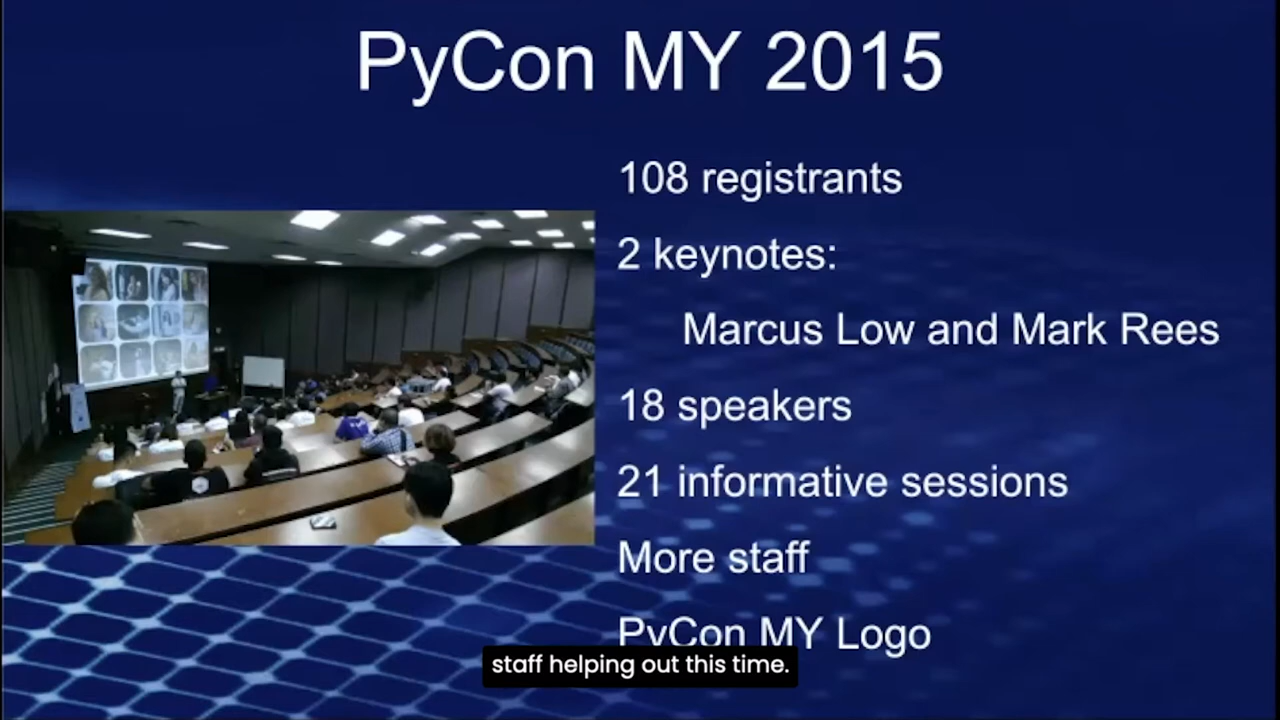 PyCon MY 2015
108 registrants
2 keynotes:
Marcus Low and Mark Rees
18 speakers
21 informative sessions
More staff
PyCon MY Logo
staff helping out this time.